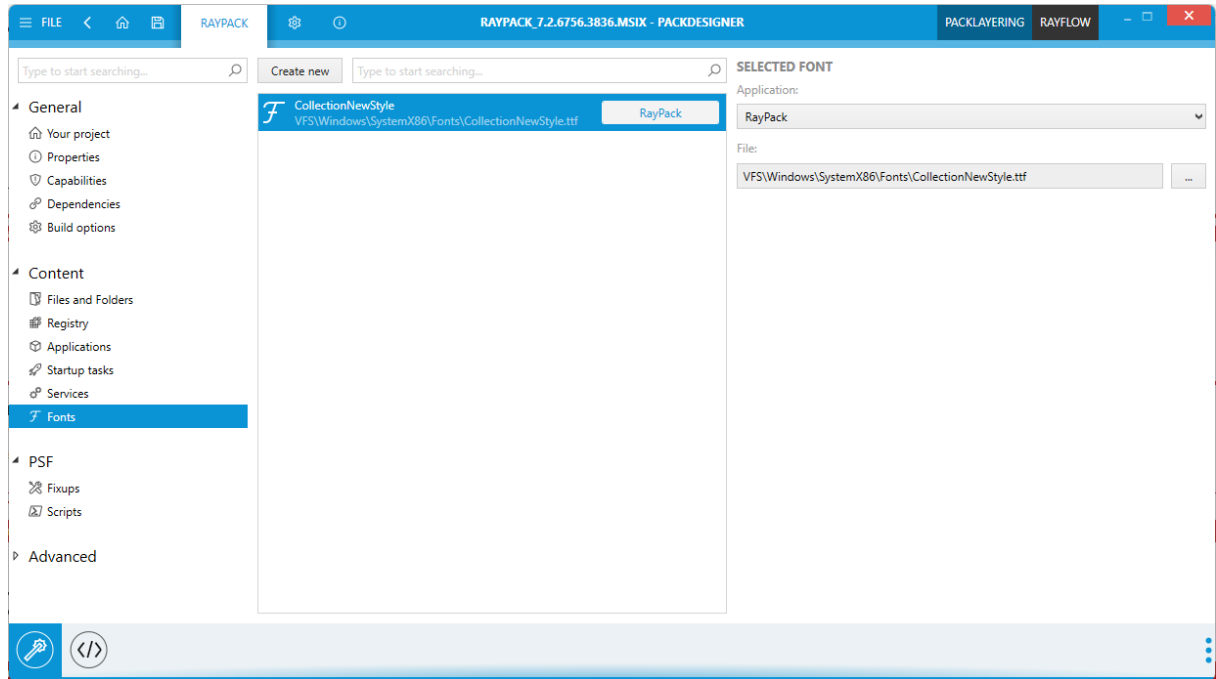 FILE
RAYPACK
RAYPACK_7.2.6756.3836.MSIX - PACKDESIGNER
PACKLAYERING
RAYFLOW
Type to start searching...
General
Your project
Properties
Capabilities
Dependencies
Build options
Content
Files and Folders
Registry
Applications
Startup tasks
Services
Fonts
PSF
Fixups
Scripts
Advanced
Create new
Type to start searching...
CollectionNewStyle
VFS\Windows\SystemX86\Fonts\CollectionNewStyle.ttf
RayPack
SELECTED FONT
Application:
RayPack
File:
VFS\Windows\SystemX86\Fonts\CollectionNewStyle.ttf
...